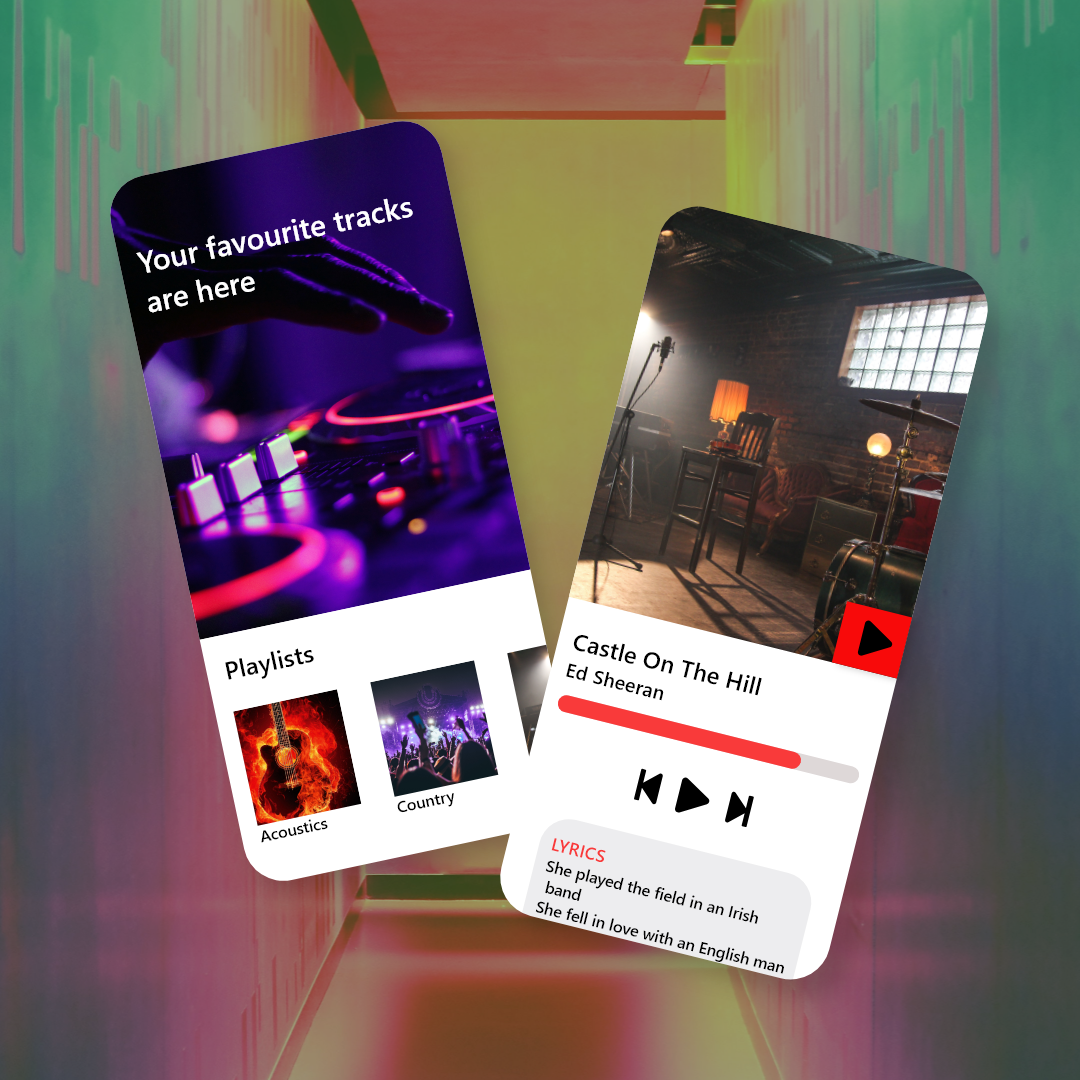 Your favourite tracks
are here
Playlists
Acoustics
Country
Castle On The Hill
Ed Sheeran
LYRICS
She played the field in an Irish
band
She fell in love with an English man